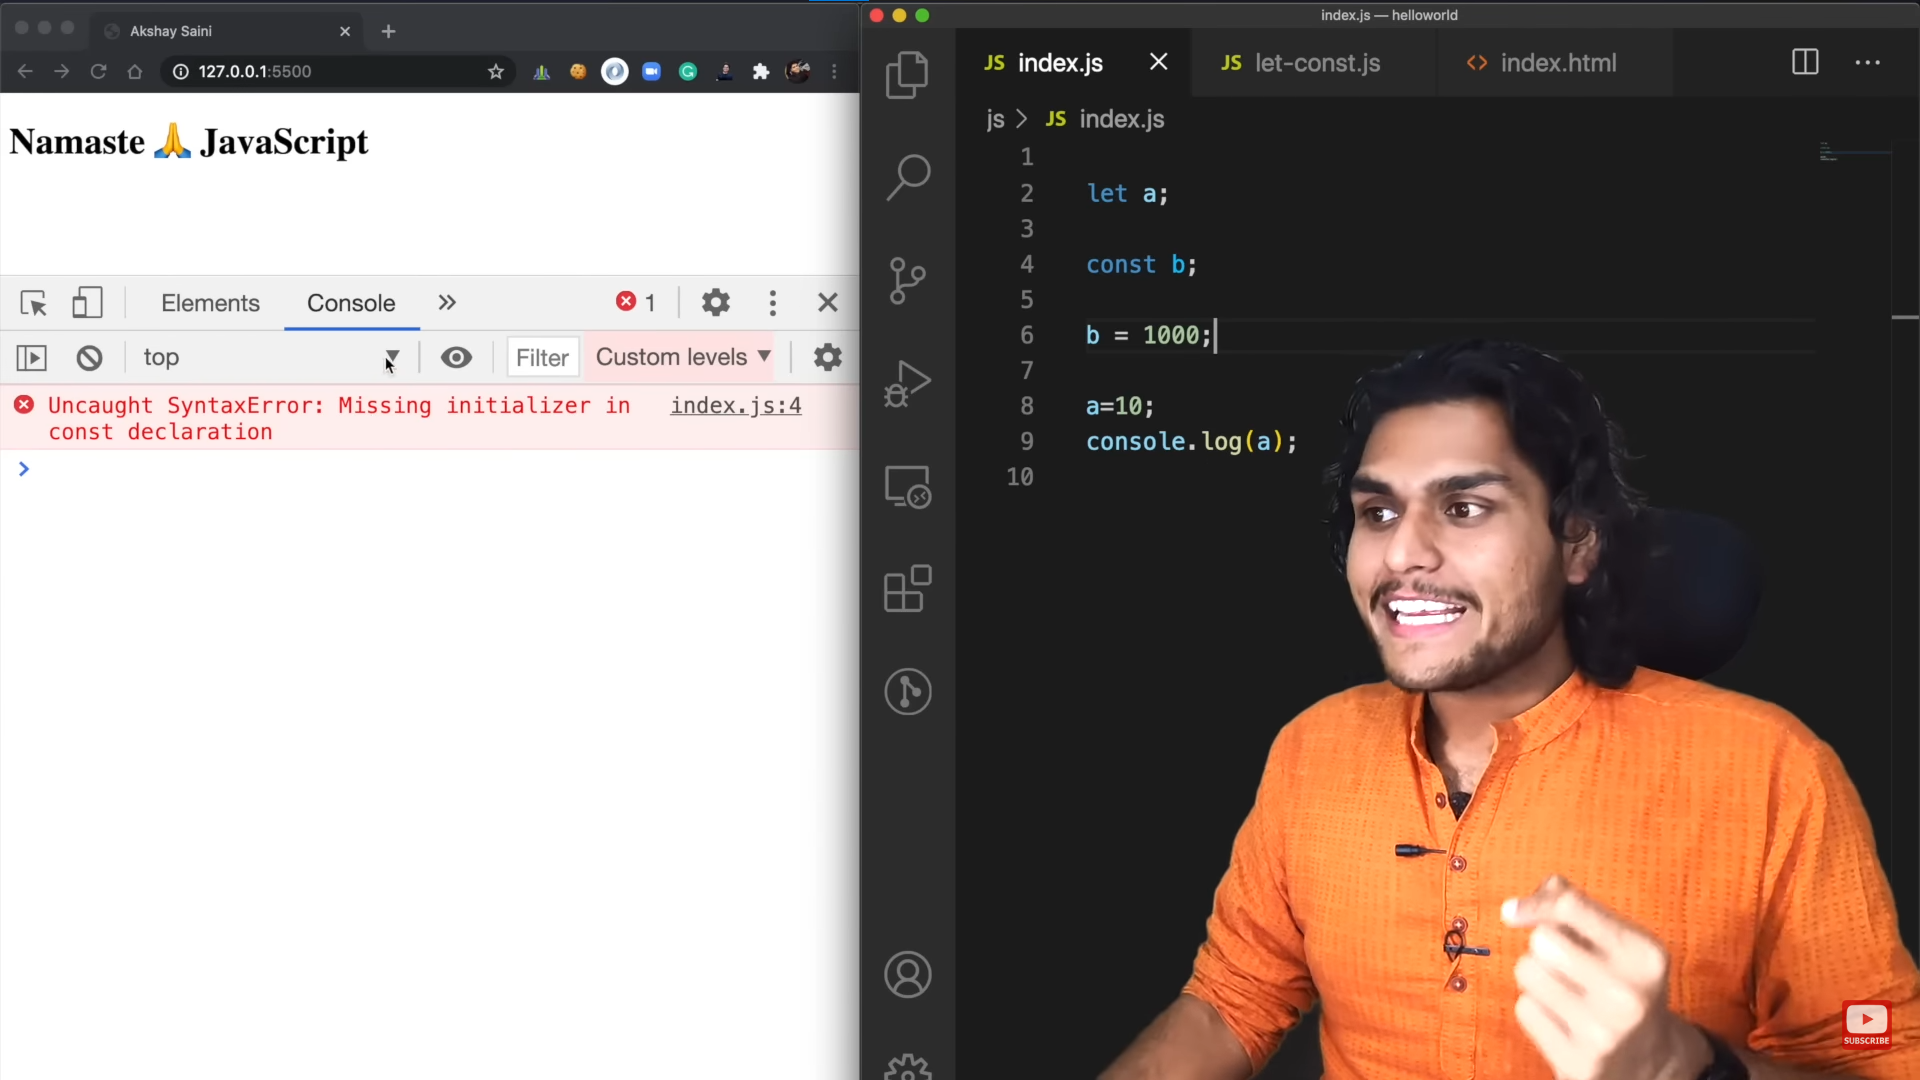 Akshay Saini
127.0.0.1:5500
Namaste 🙏 JavaScript
Elements
Console
1
top
Filter
Custom levels
Uncaught SyntaxError: Missing initializer in
const declaration
index.js:4
index.js — helloworld
JS index.js
JS let-const.js
<> index.html
js > JS index.js
1
2 let a;
3
4 const b;
5
6 b = 1000;
7
8 a=10;
9 console.log(a);
10
SUBSCRIBE